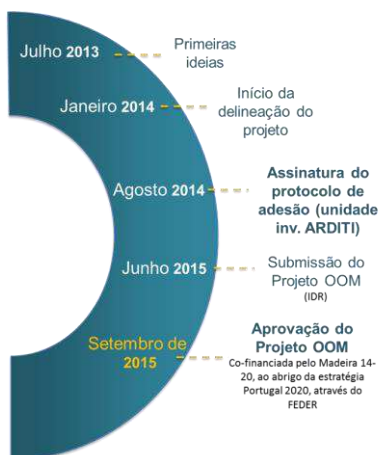 Julho 2013
Primeiras
ideias
Janeiro 2014
Início da
delineação do
projeto
Agosto 2014
Assinatura do
protocolo de
adesão (unidade
inv. ARDITI)
Junho 2015
Submissão do
Projeto OOM
(IDR)
Setembro de
2015
Aprovação do
Projeto OOM
Co-financiada pelo Madeira 14-
20, ao abrigo da estratégia
Portugal 2020, através do
FEDER